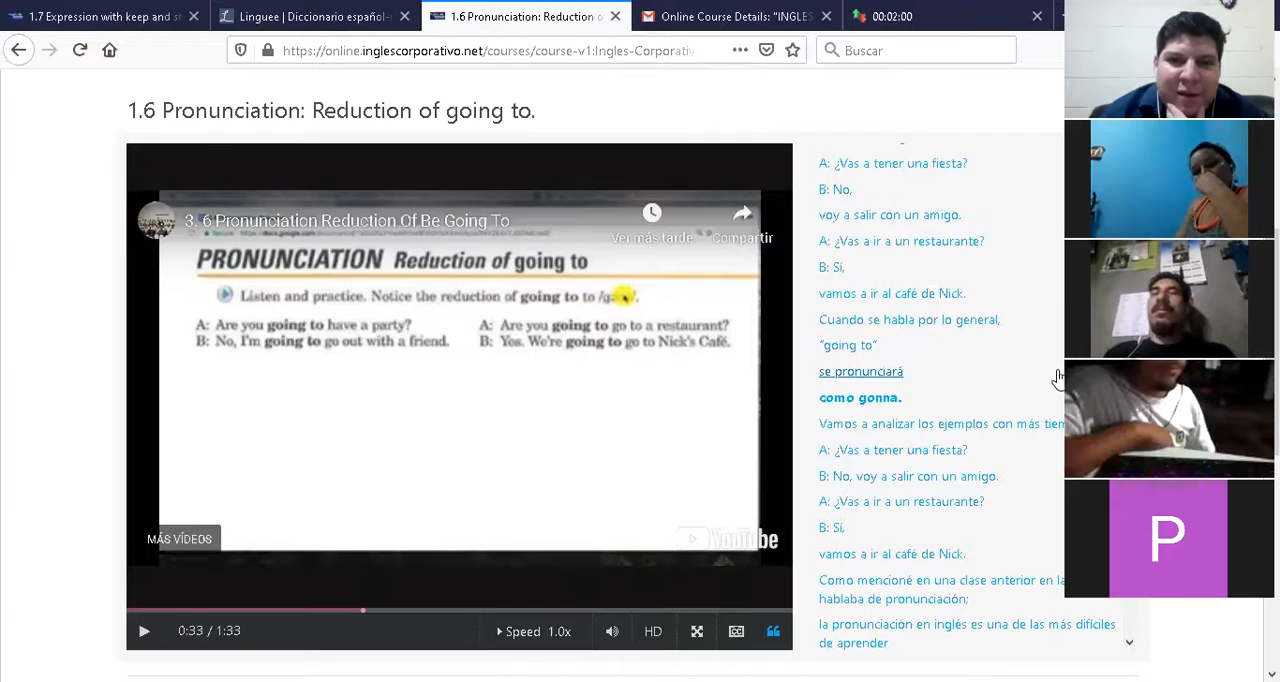 1.7 Expression with keep and st
Linguee | Diccionario español-
1.6 Pronunciation: Reduction o
Online Course Details: "INGLES
00:02:00
https://online.inglescorporativo.net/courses/course-v1:Ingles-Corporativ
Buscar
1.6 Pronunciation: Reduction of going to.
3. 6 Pronunciation Reduction Of Be Going To
Ver más tarde
Compartir
PRONUNCIATION Reduction of going to
Listen and practice. Notice the reduction of going to to
A: Are you going to have a party?
B: No, I'm going to go out with a friend.
A: Are you going to go to a restaurant?
B: Yes. We're going to go to Nick's Café.
MÁS VÍDEOS
YouTube
0:33 / 1:33
Speed 1.0x
HD
A: ¿Vas a tener una fiesta?
B: No,
voy a salir con un amigo.
A: ¿Vas a ir a un restaurante?
B: Sí,
vamos a ir al café de Nick.
Cuando se habla por lo general,
"going to"
se pronunciará
como gonna.
Vamos a analizar los ejemplos con más tiem
A: ¿Vas a tener una fiesta?
B: No, voy a salir con un amigo.
A: ¿Vas a ir a un restaurante?
B: Sí,
vamos a ir al café de Nick.
Como mencioné en una clase anterior en la
hablaba de pronunciación;
la pronunciación en inglés es una de las más difíciles
de aprender
P